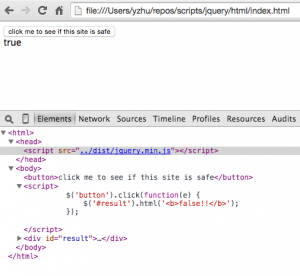 file:///Users/yzhu/repos/scripts/jquery/html/index.html
click me to see if this site is safe
true
Elements Network Sources Timeline Profiles Resources Audits
<html>
<head>
<script src="../dist/jquery.min.js"></script>
</head>
<body>
<button>click me to see if this site is safe</button>
<script>
$('button').click(function(e) {
$('#result').html('<b>false!!</b>');
});
</script>
<div id="result">…</div>
</body>
</html>